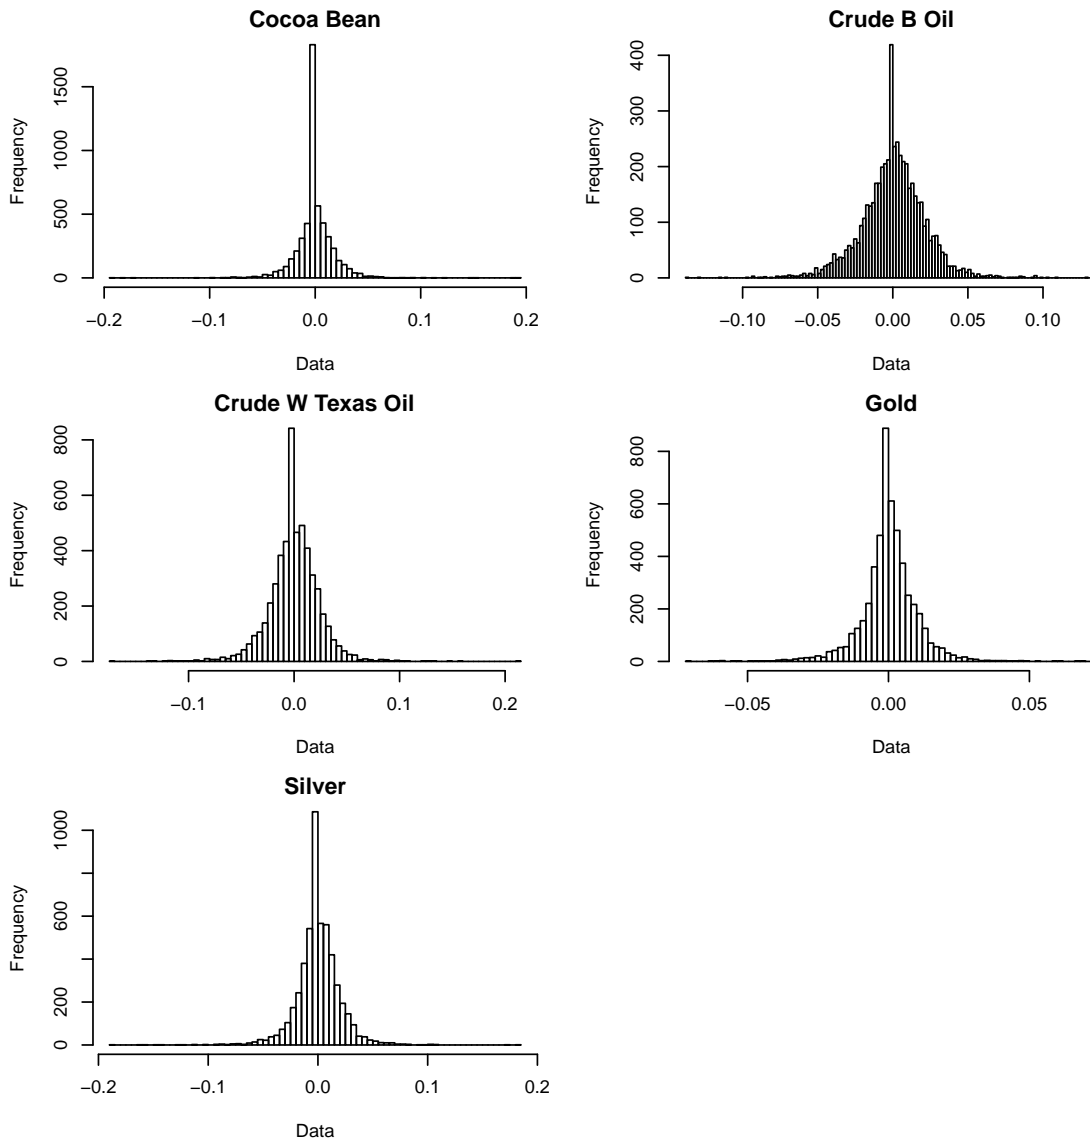 Cocoa Bean
Frequency
1500
1000
500
0
−0.2 −0.1 0.0 0.1 0.2
Data
Crude B Oil
Frequency
400
300
200
100
0
−0.10 −0.05 0.00 0.05 0.10
Data
Crude W Texas Oil
Frequency
800
600
400
200
0
−0.1 0.0 0.1 0.2
Data
Gold
Frequency
800
600
400
200
0
−0.05 0.00 0.05
Data
Silver
Frequency
1000
600
200
0
−0.2 −0.1 0.0 0.1 0.2
Data